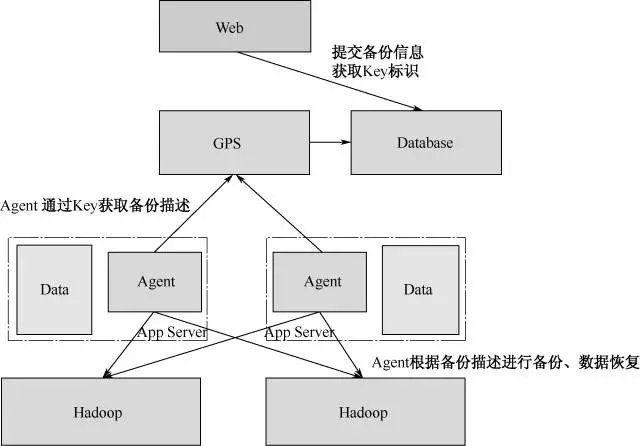 Web
提交备份信息
获取Key标识
GPS
Database
Agent 通过Key获取备份描述
Data
Agent
Agent
Data
App Server
App Server
Agent根据备份描述进行备份、数据恢复
Hadoop
Hadoop